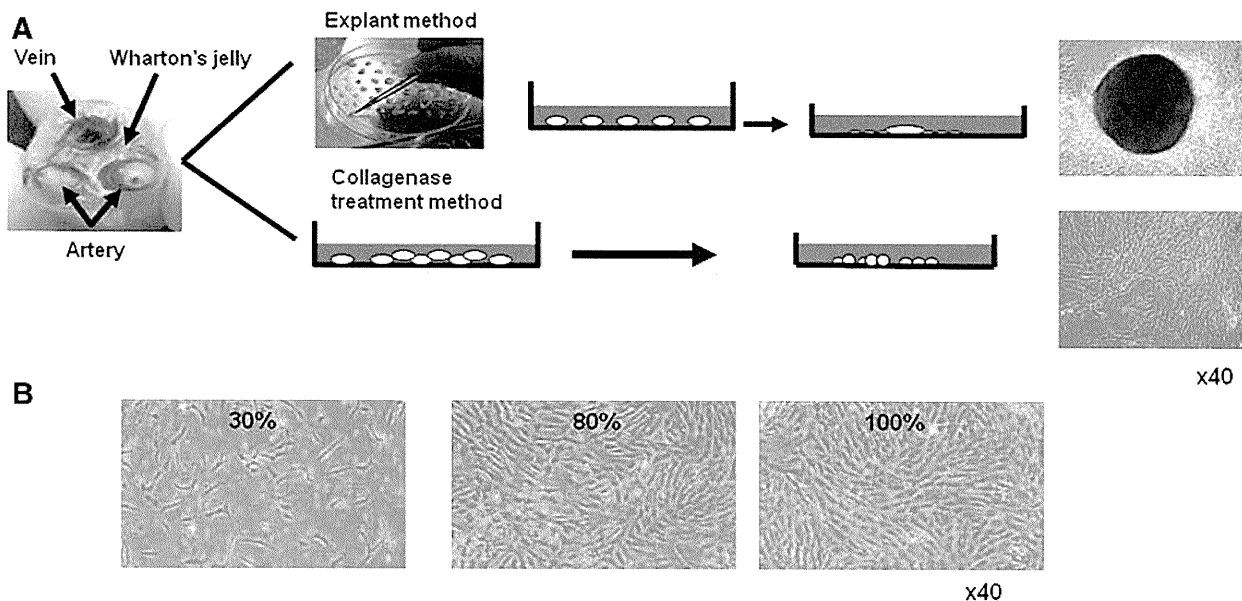 A
Explant method
Vein
Wharton's jelly
Collagenase
treatment method
Artery
x40
B
30%
80%
100%
x40